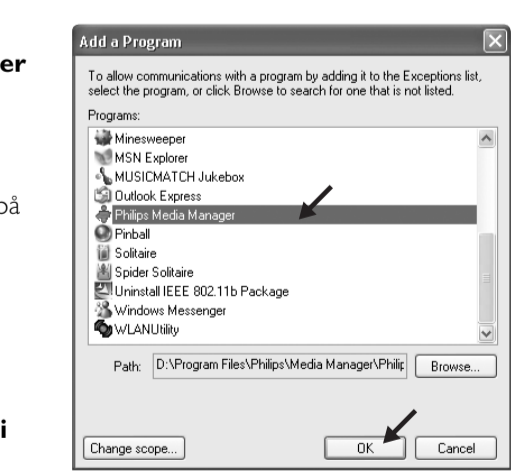 er
på
i
Add a Program
To allow communications with a program by adding it to the Exceptions list,
select the program, or click Browse to search for one that is not listed.
Programs:
Minesweeper
MSN Explorer
MUSICMATCH Jukebox
Outlook Express
Philips Media Manager
Pinball
Solitaire
Spider Solitaire
Uninstall IEEE 802.11b Package
Windows Messenger
WLANUtility
Path: D:\Program Files\Philips\Media Manager\Philip Browse...
Change scope... OK Cancel